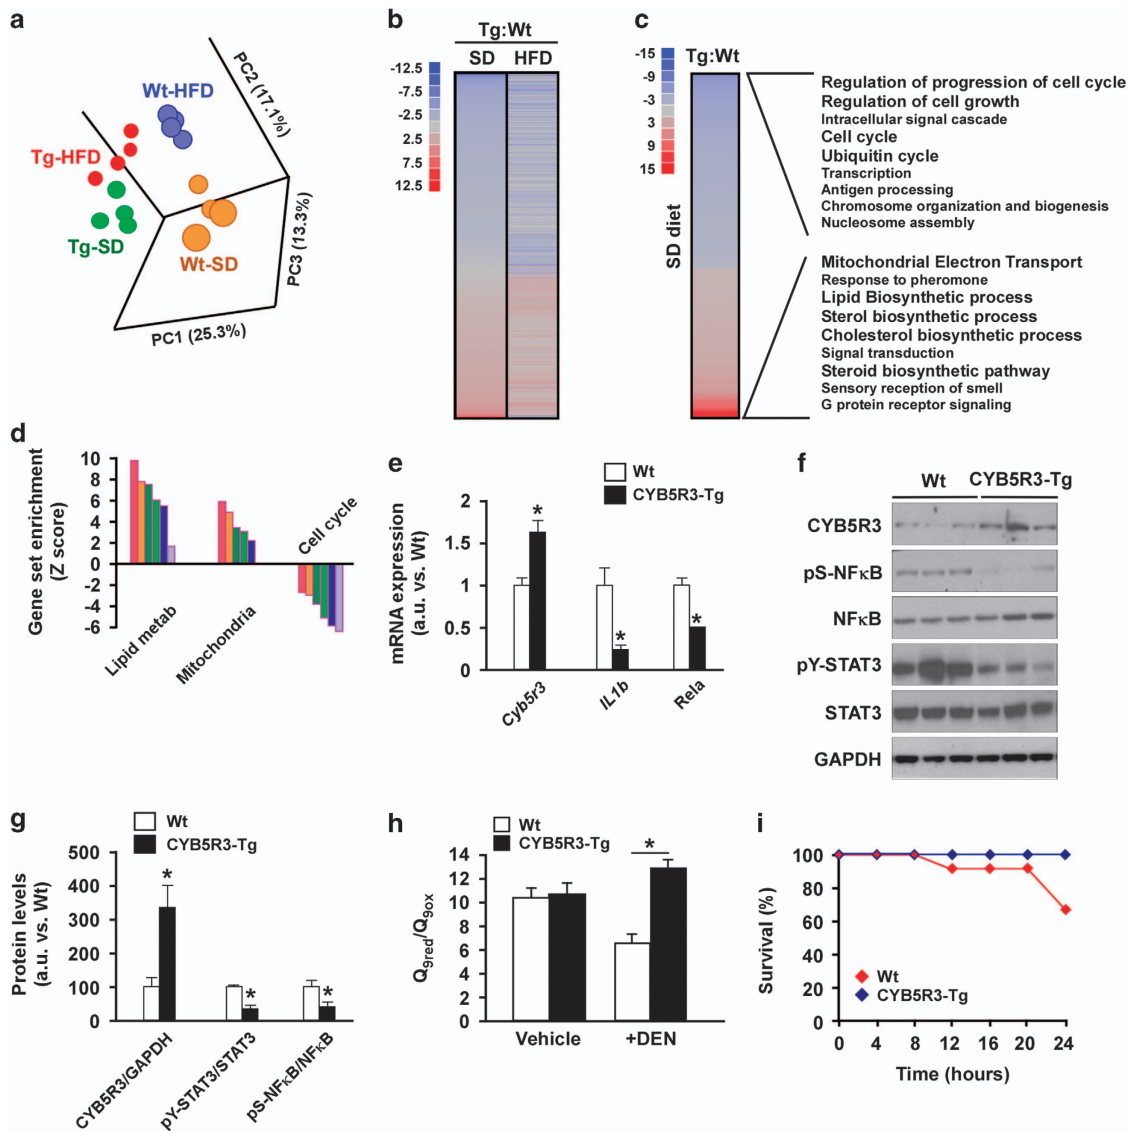 a
PC2 (17.1%)
Wt-HFD
Tg-HFD
Tg-SD
Wt-SD
PC3 (13.3%)
PC1 (25.3%)
b
Tg:Wt
SD HFD
-12.5
-7.5
-2.5
2.5
7.5
12.5
c
Tg:Wt
-15
-9
-3
3
9
15
SD diet
Regulation of progression of cell cycle
Regulation of cell growth
Intracellular signal cascade
Cell cycle
Ubiquitin cycle
Transcription
Antigen processing
Chromosome organization and biogenesis
Nucleosome assembly
Mitochondrial Electron Transport
Response to pheromone
Lipid Biosynthetic process
Sterol biosynthetic process
Cholesterol biosynthetic process
Signal transduction
Steroid biosynthetic pathway
Sensory reception of smell
G protein receptor signaling
d
Gene set enrichment
(Z score)
10
8
6
4
2
0
-2
-4
-6
Lipid metab
Mitochondria
Cell cycle
e
Wt
CYB5R3-Tg
mRNA expression
(a.u. vs. Wt)
2
1.5
1
0.5
0
*
*
*
Cyb5r3
IL1b
Rela
f
Wt CYB5R3-Tg
CYB5R3
pS-NFκB
NFκB
pY-STAT3
STAT3
GAPDH
g
Wt
CYB5R3-Tg
Protein levels
(a.u. vs. Wt)
500
400
300
200
100
0
*
*
*
CYB5R3/GAPDH
pY-STAT3/STAT3
pS-NFκB/NFκB
h
Wt
CYB5R3-Tg
Q9red/Q9ox
14
12
10
8
6
4
2
0
*
Vehicle +DEN
i
Survival (%)
100
80
60
40
20
0
Wt
CYB5R3-Tg
0 4 8 12 16 20 24
Time (hours)